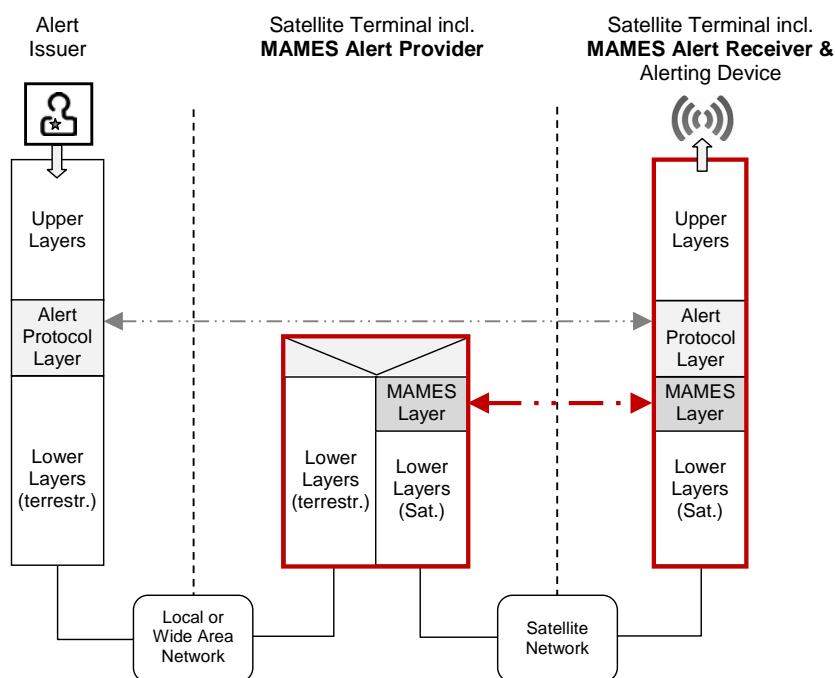 Alert
Issuer
Satellite Terminal incl.
MAMES Alert Provider
Satellite Terminal incl.
MAMES Alert Receiver &
Alerting Device
Upper
Layers
Alert
Protocol
Layer
Lower
Layers
(terrestr.)
MAMES
Layer
Lower
Layers
(terrestr.)
Lower
Layers
(Sat.)
Upper
Layers
Alert
Protocol
Layer
MAMES
Layer
Lower
Layers
(Sat.)
Local or
Wide Area
Network
Satellite
Network